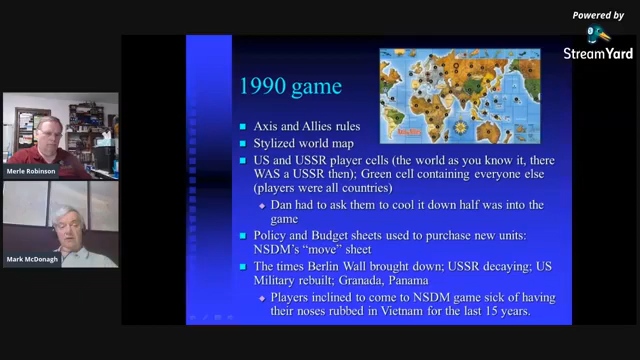 Powered by
StreamYard
1990 game
Axis and Allies rules
Stylized world map
US and USSR player cells (the world as you know it, there
WAS a USSR then); Green cell containing everyone else
(players were all countries)
Dan had to ask them to cool it down half was into the
game
Policy and Budget sheets used to purchase new units:
NSDM's "move" sheet
The times Berlin Wall brought down; USSR decaying; US
Military rebuilt; Granada, Panama
Players inclined to come to NSDM game sick of having
their noses rubbed in Vietnam for the last 15 years.
Merle Robinson
Mark McDonagh